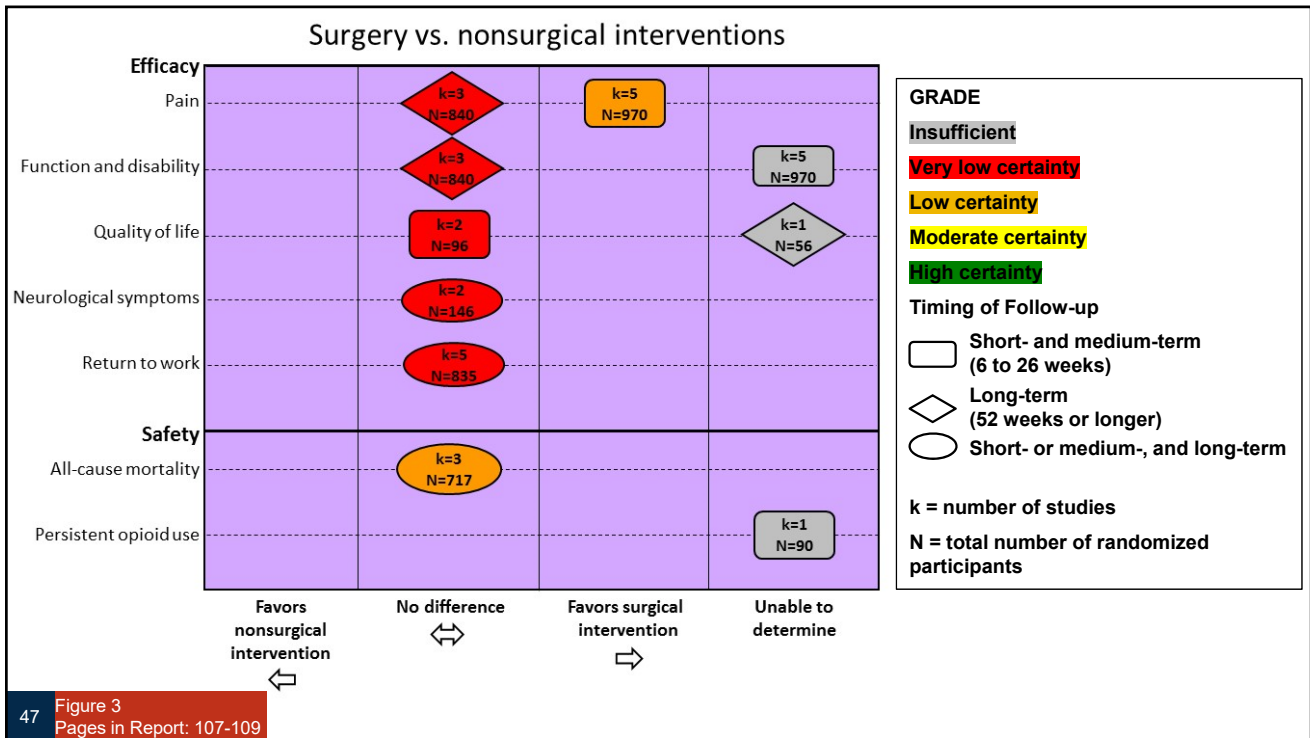 Surgery vs. nonsurgical interventions
Efficacy
Pain
k=3
N=840
k=5
N=970
Function and disability
k=3
N=840
k=5
N=970
Quality of life
k=2
N=96
k=1
N=56
Neurological symptoms
k=2
N=146
Return to work
k=5
N=835
Safety
All-cause mortality
k=3
N=717
Persistent opioid use
k=1
N=90
Favors
nonsurgical
intervention
No difference
Favors surgical
intervention
Unable to
determine
GRADE
Insufficient
Very low certainty
Low certainty
Moderate certainty
High certainty
Timing of Follow-up
Short- and medium-term
(6 to 26 weeks)
Long-term
(52 weeks or longer)
Short- or medium-, and long-term
k = number of studies
N = total number of randomized
participants
47
Figure 3
Pages in Report: 107-109